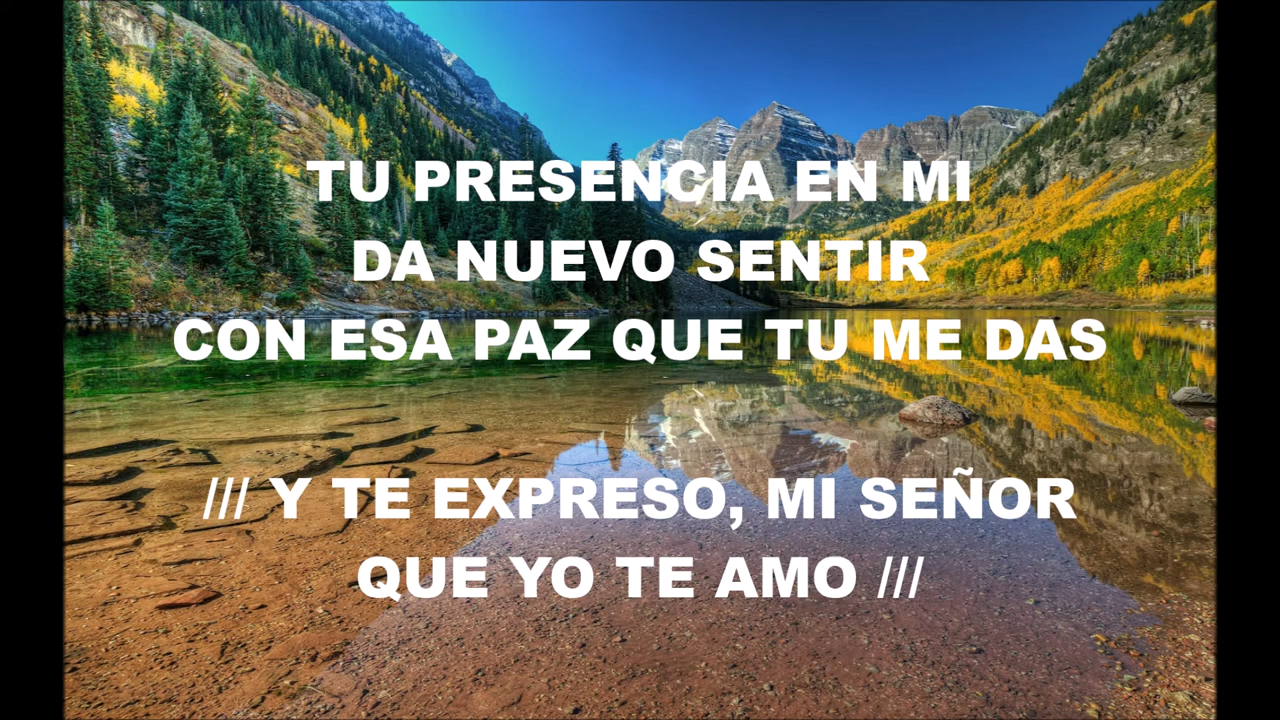 TU PRESENCIA EN MI
DA NUEVO SENTIR
CON ESA PAZ QUE TU ME DAS
/// Y TE EXPRESO, MI SEÑOR
QUE YO TE AMO ///